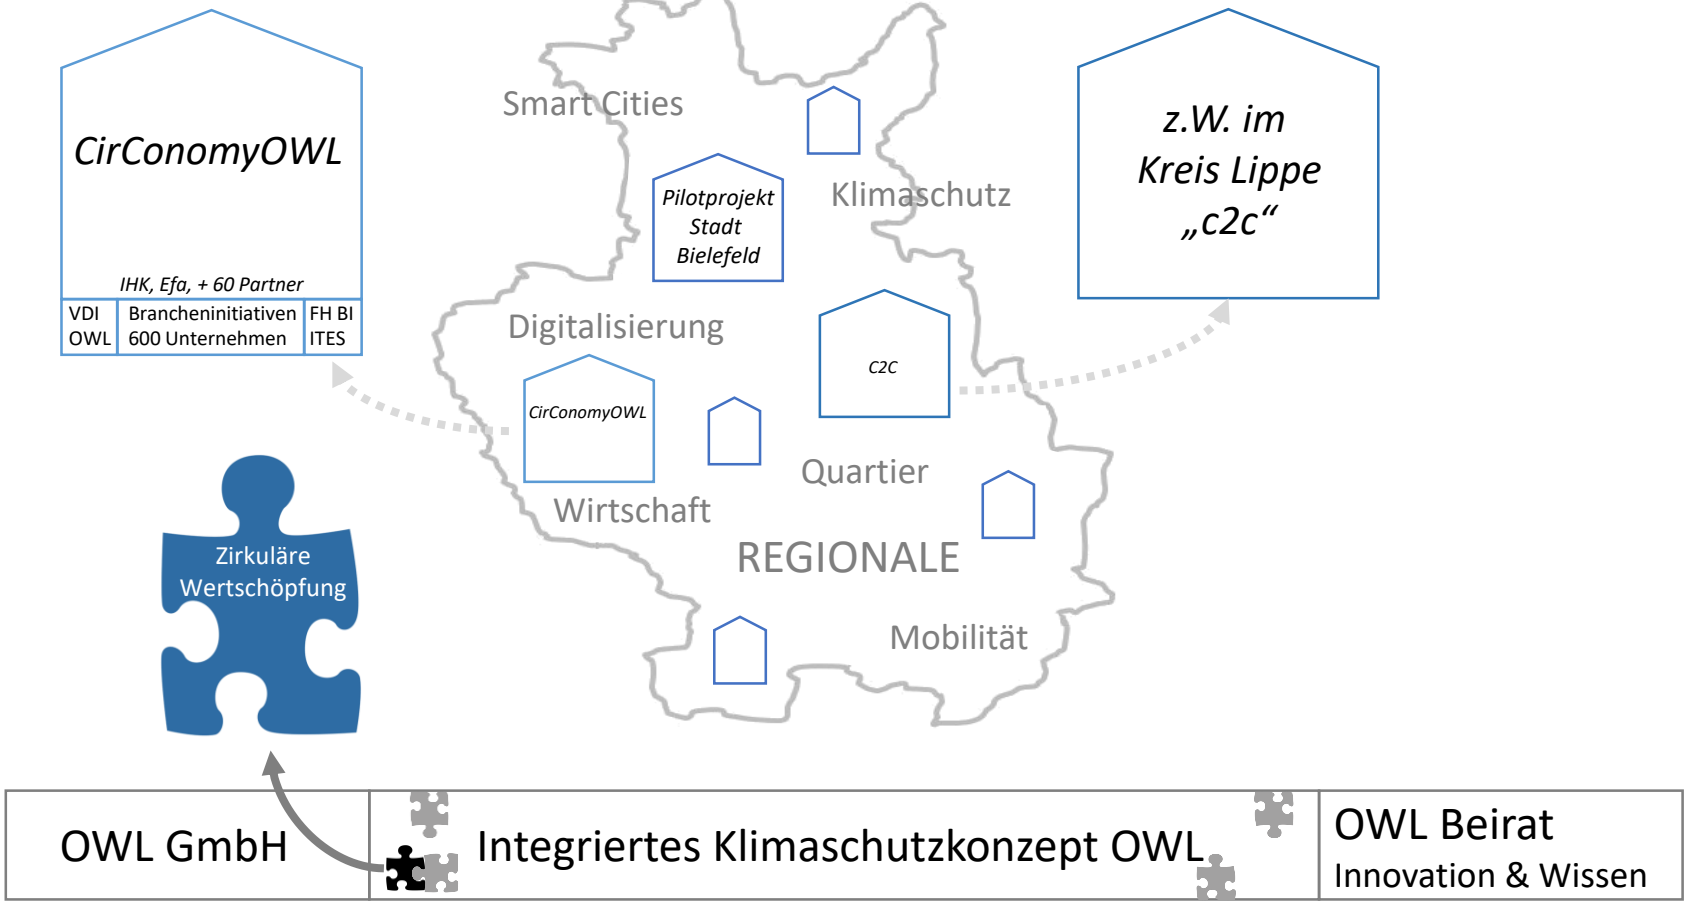 CirConomyOWL
IHK, Efa, + 60 Partner
VDI
OWL
Brancheninitiativen
600 Unternehmen
FH BI
ITES
Smart Cities
Pilotprojekt
Stadt
Bielefeld
Klimaschutz
Digitalisierung
C2C
CirConomyOWL
Quartier
Wirtschaft
REGIONALE
Mobilität
z.W. im
Kreis Lippe
„c2c“
Zirkuläre
Wertschöpfung
OWL GmbH
Integriertes Klimaschutzkonzept OWL
OWL Beirat
Innovation & Wissen